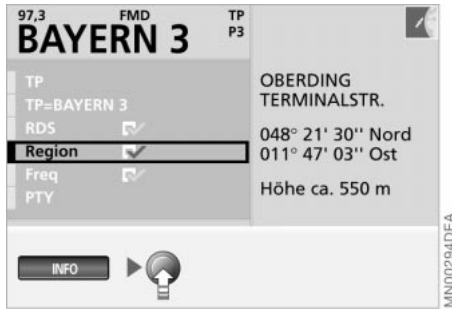 97,3 FMD TP
BAYERN 3 P3
TP
TP=BAYERN 3
RDS
Region
Freq
PTY
OBERDING
TERMINALSTR.
048° 21' 30'' Nord
011° 47' 03'' Ost
Höhe ca. 550 m
INFO
MN00294DEA